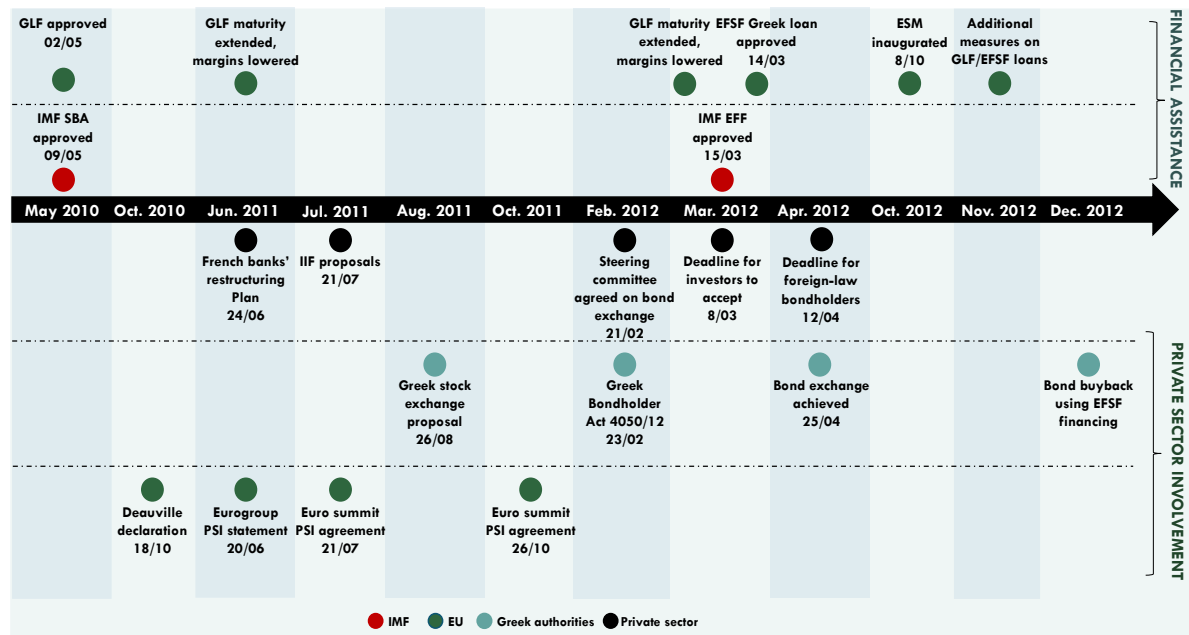 GLF approved
02/05
GLF maturity
extended,
margins lowered
GLF maturity
extended,
margins lowered
EFSF Greek loan
approved
14/03
ESM
inaugurated
8/10
Additional
measures on
GLF/EFSF loans
FINANCIAL ASSISTANCE
IMF SBA
approved
09/05
IMF EFF
approved
15/03
May 2010
Oct. 2010
Jun. 2011
Jul. 2011
Aug. 2011
Oct. 2011
Feb. 2012
Mar. 2012
Apr. 2012
Oct. 2012
Nov. 2012
Dec. 2012
French banks'
restructuring
Plan
24/06
IIF proposals
21/07
Steering
committee
agreed on bond
exchange
21/02
Deadline for
investors to
accept
8/03
Deadline for
foreign-law
bondholders
12/04
PRIVATE SECTOR INVOLVEMENT
Greek stock
exchange
proposal
26/08
Greek
Bondholder
Act 4050/12
23/02
Bond exchange
achieved
25/04
Bond buyback
using EFSF
financing
Deauville
declaration
18/10
Eurogroup
PSI statement
20/06
Euro summit
PSI agreement
21/07
Euro summit
PSI agreement
26/10
IMF
EU
Greek authorities
Private sector